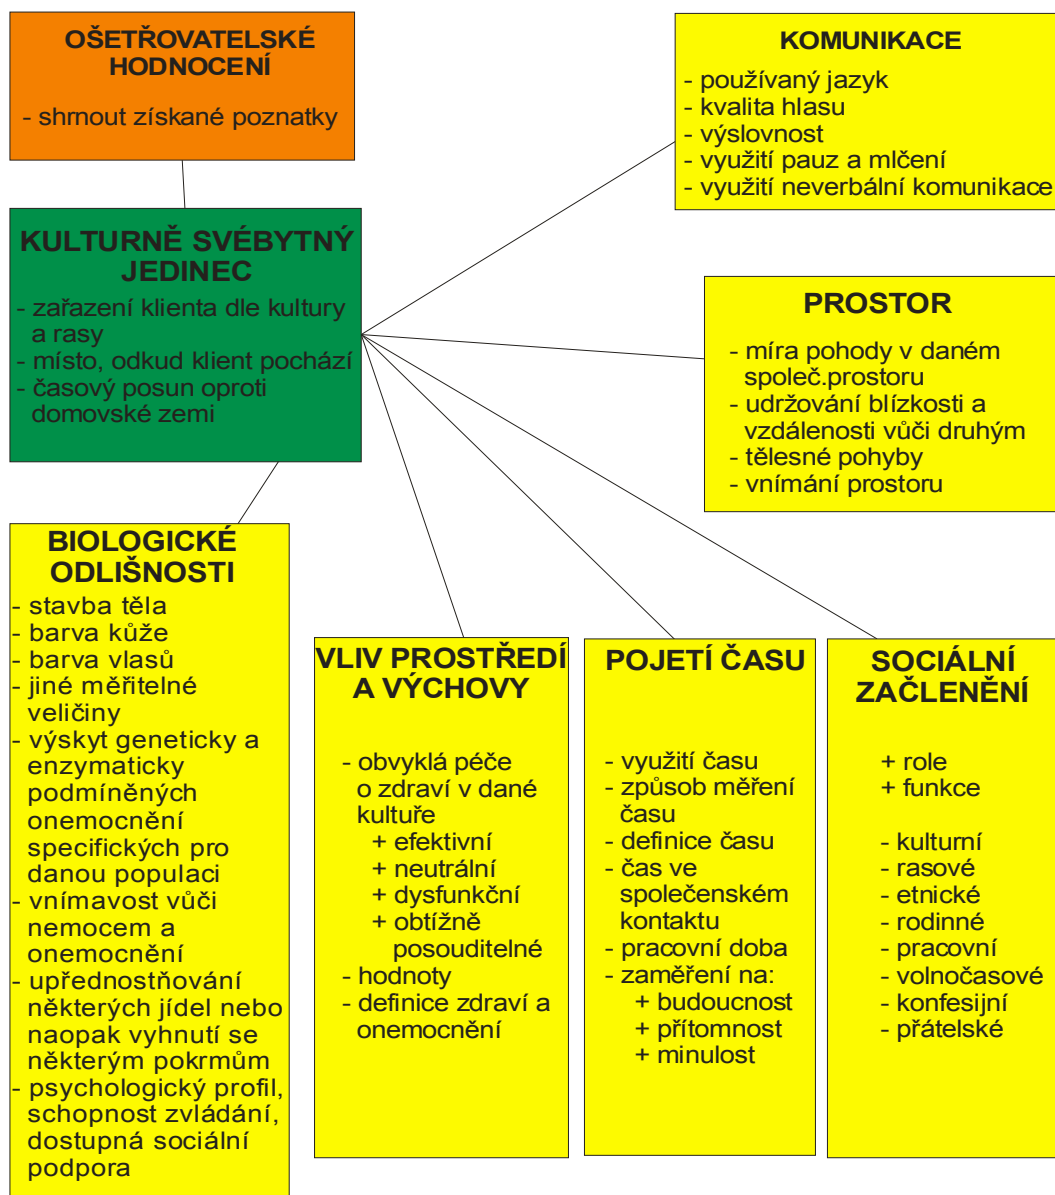 OŠETŘOVATELSKÉ
HODNOCENÍ
- shrnout získané poznatky
KOMUNIKACE
- používaný jazyk
- kvalita hlasu
- výslovnost
- využití pauz a mlčení
- využití neverbální komunikace
KULTURNĚ SVÉBYTNÝ
JEDINEC
- zařazení klienta dle kultury
a rasy
- místo, odkud klient pochází
- časový posun oproti
domovské zemi
PROSTOR
- míra pohody v daném
společ.prostoru
- udržování blízkosti a
vzdálenosti vůči druhým
- tělesné pohyby
- vnímání prostoru
BIOLOGICKÉ
ODLIŠNOSTI
- stavba těla
- barva kůže
- barva vlasů
- jiné měřitelné
veličiny
- výskyt geneticky a
enzymaticky
podmíněných
onemocnění
specifických pro
danou populaci
- vnímavost vůči
nemocem a
onemocnění
- upřednostňování
některých jídel nebo
naopak vyhnutí se
některým pokrmům
- psychologický profil,
schopnost zvládání,
dostupná sociální
podpora
VLIV PROSTŘEDÍ
A VÝCHOVY
- obvyklá péče
o zdraví v dané
kultuře
+ efektivní
+ neutrální
+ dysfunkční
+ obtížně
posouditelné
- hodnoty
- definice zdraví a
onemocnění
POJETÍ ČASU
- využití času
- způsob měření
času
- definice času
- čas ve
společenském
kontaktu
- pracovní doba
- zaměření na:
+ budoucnost
+ přítomnost
+ minulost
SOCIÁLNÍ
ZAČLENĚNÍ
+ role
+ funkce
- kulturní
- rasové
- etnické
- rodinné
- pracovní
- volnočasové
- konfesijní
- přátelské